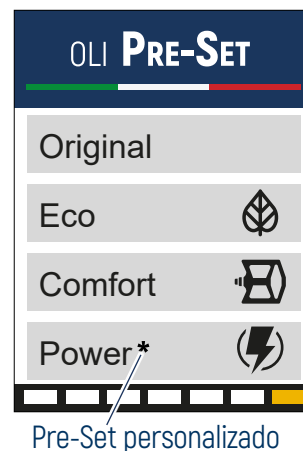 OLI PRE-SET
Original
Eco
Comfort
Power*
Pre-Set personalizado